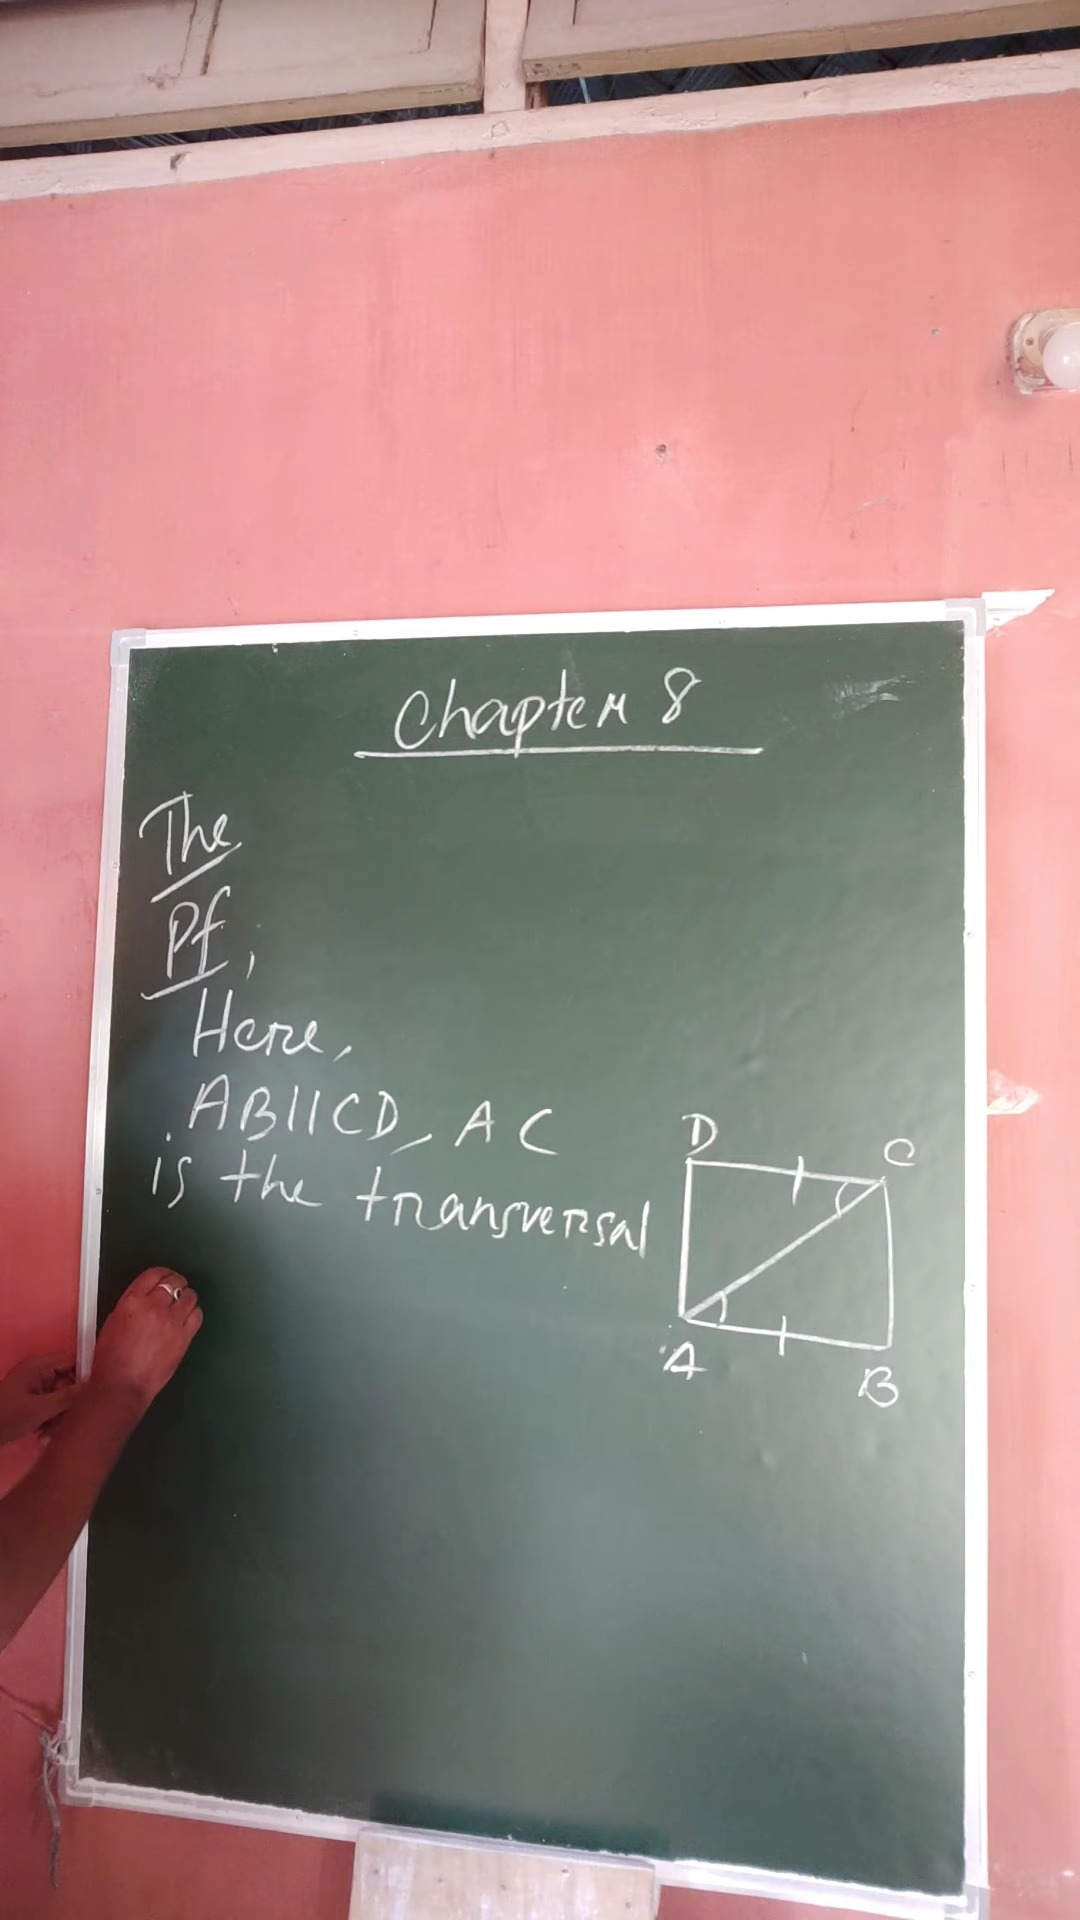 Chapter 8
The
Pf,
Here,
AB||CD, AC
is the transversal
D
C
A
B